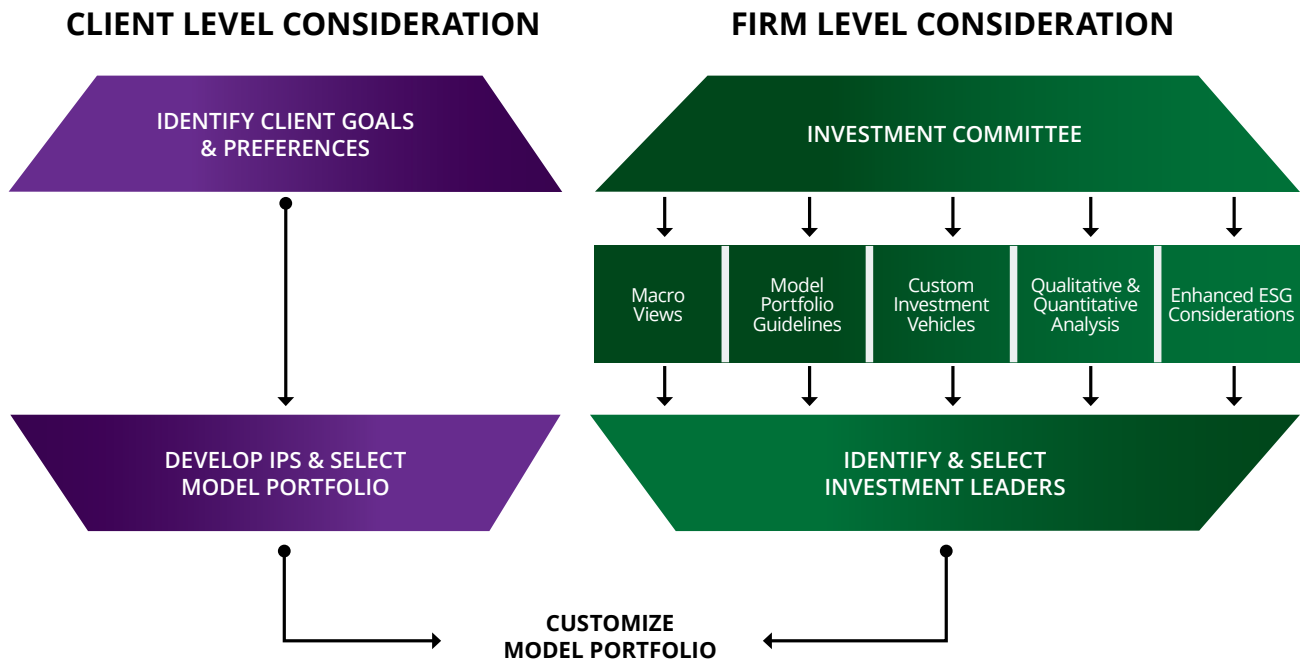 CLIENT LEVEL CONSIDERATION
IDENTIFY CLIENT GOALS
& PREFERENCES
DEVELOP IPS & SELECT
MODEL PORTFOLIO
FIRM LEVEL CONSIDERATION
INVESTMENT COMMITTEE
Macro
Views
Model
Portfolio
Guidelines
Custom
Investment
Vehicles
Qualitative &
Quantitative
Analysis
Enhanced ESG
Considerations
IDENTIFY & SELECT
INVESTMENT LEADERS
CUSTOMIZE
MODEL PORTFOLIO